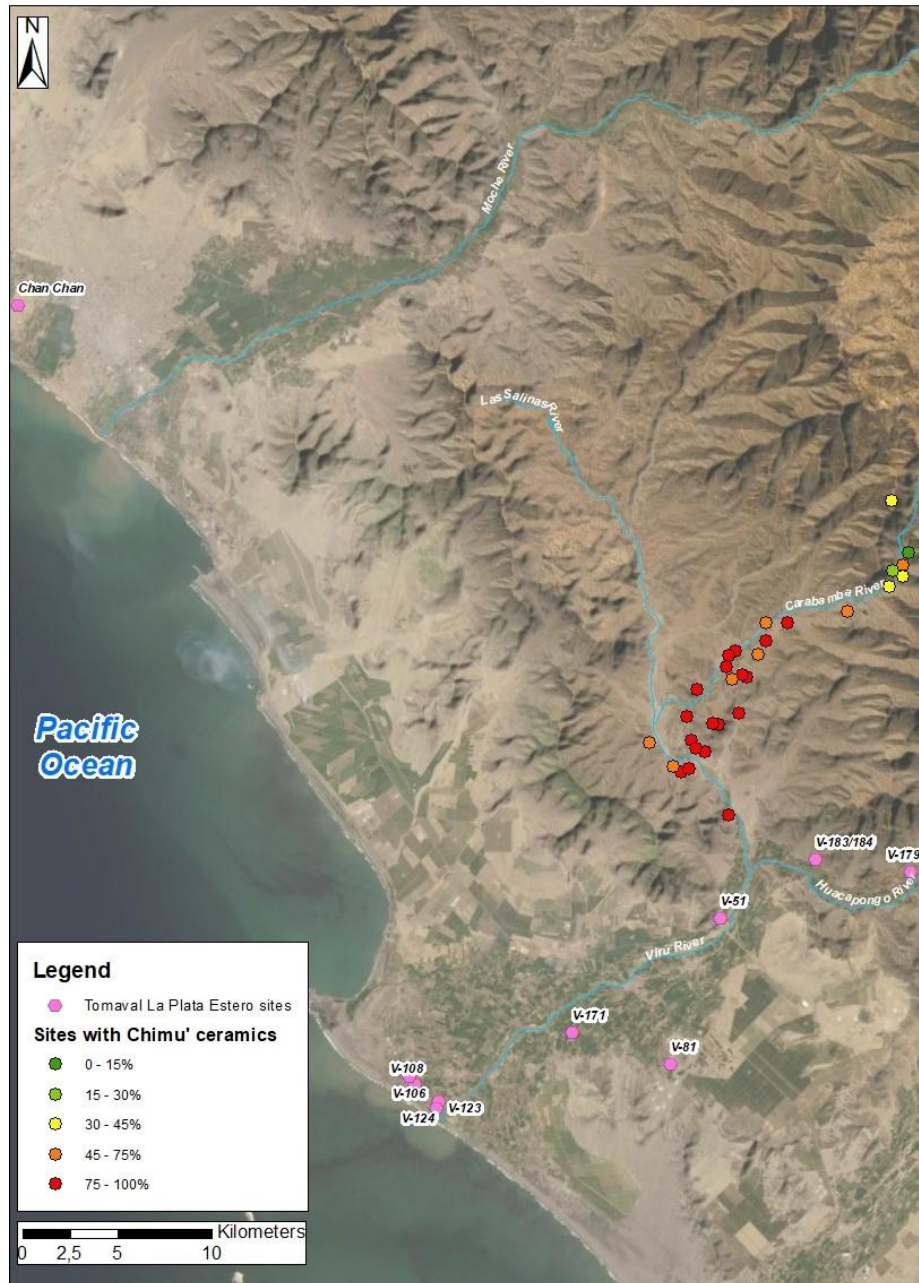 N
Moche River
Chan Chan
Las Salinas River
Carabamba River
Pacific
Ocean
V-183/184
V-179
Huacapongo River
V-51
Virú River
V-171
V-81
V-108
V-106
V-123
V-124
Legend
Tomaval La Plata Estero sites
Sites with Chimu' ceramics
0 - 15%
15 - 30%
30 - 45%
45 - 75%
75 - 100%
Kilometers
0 2,5 5 10